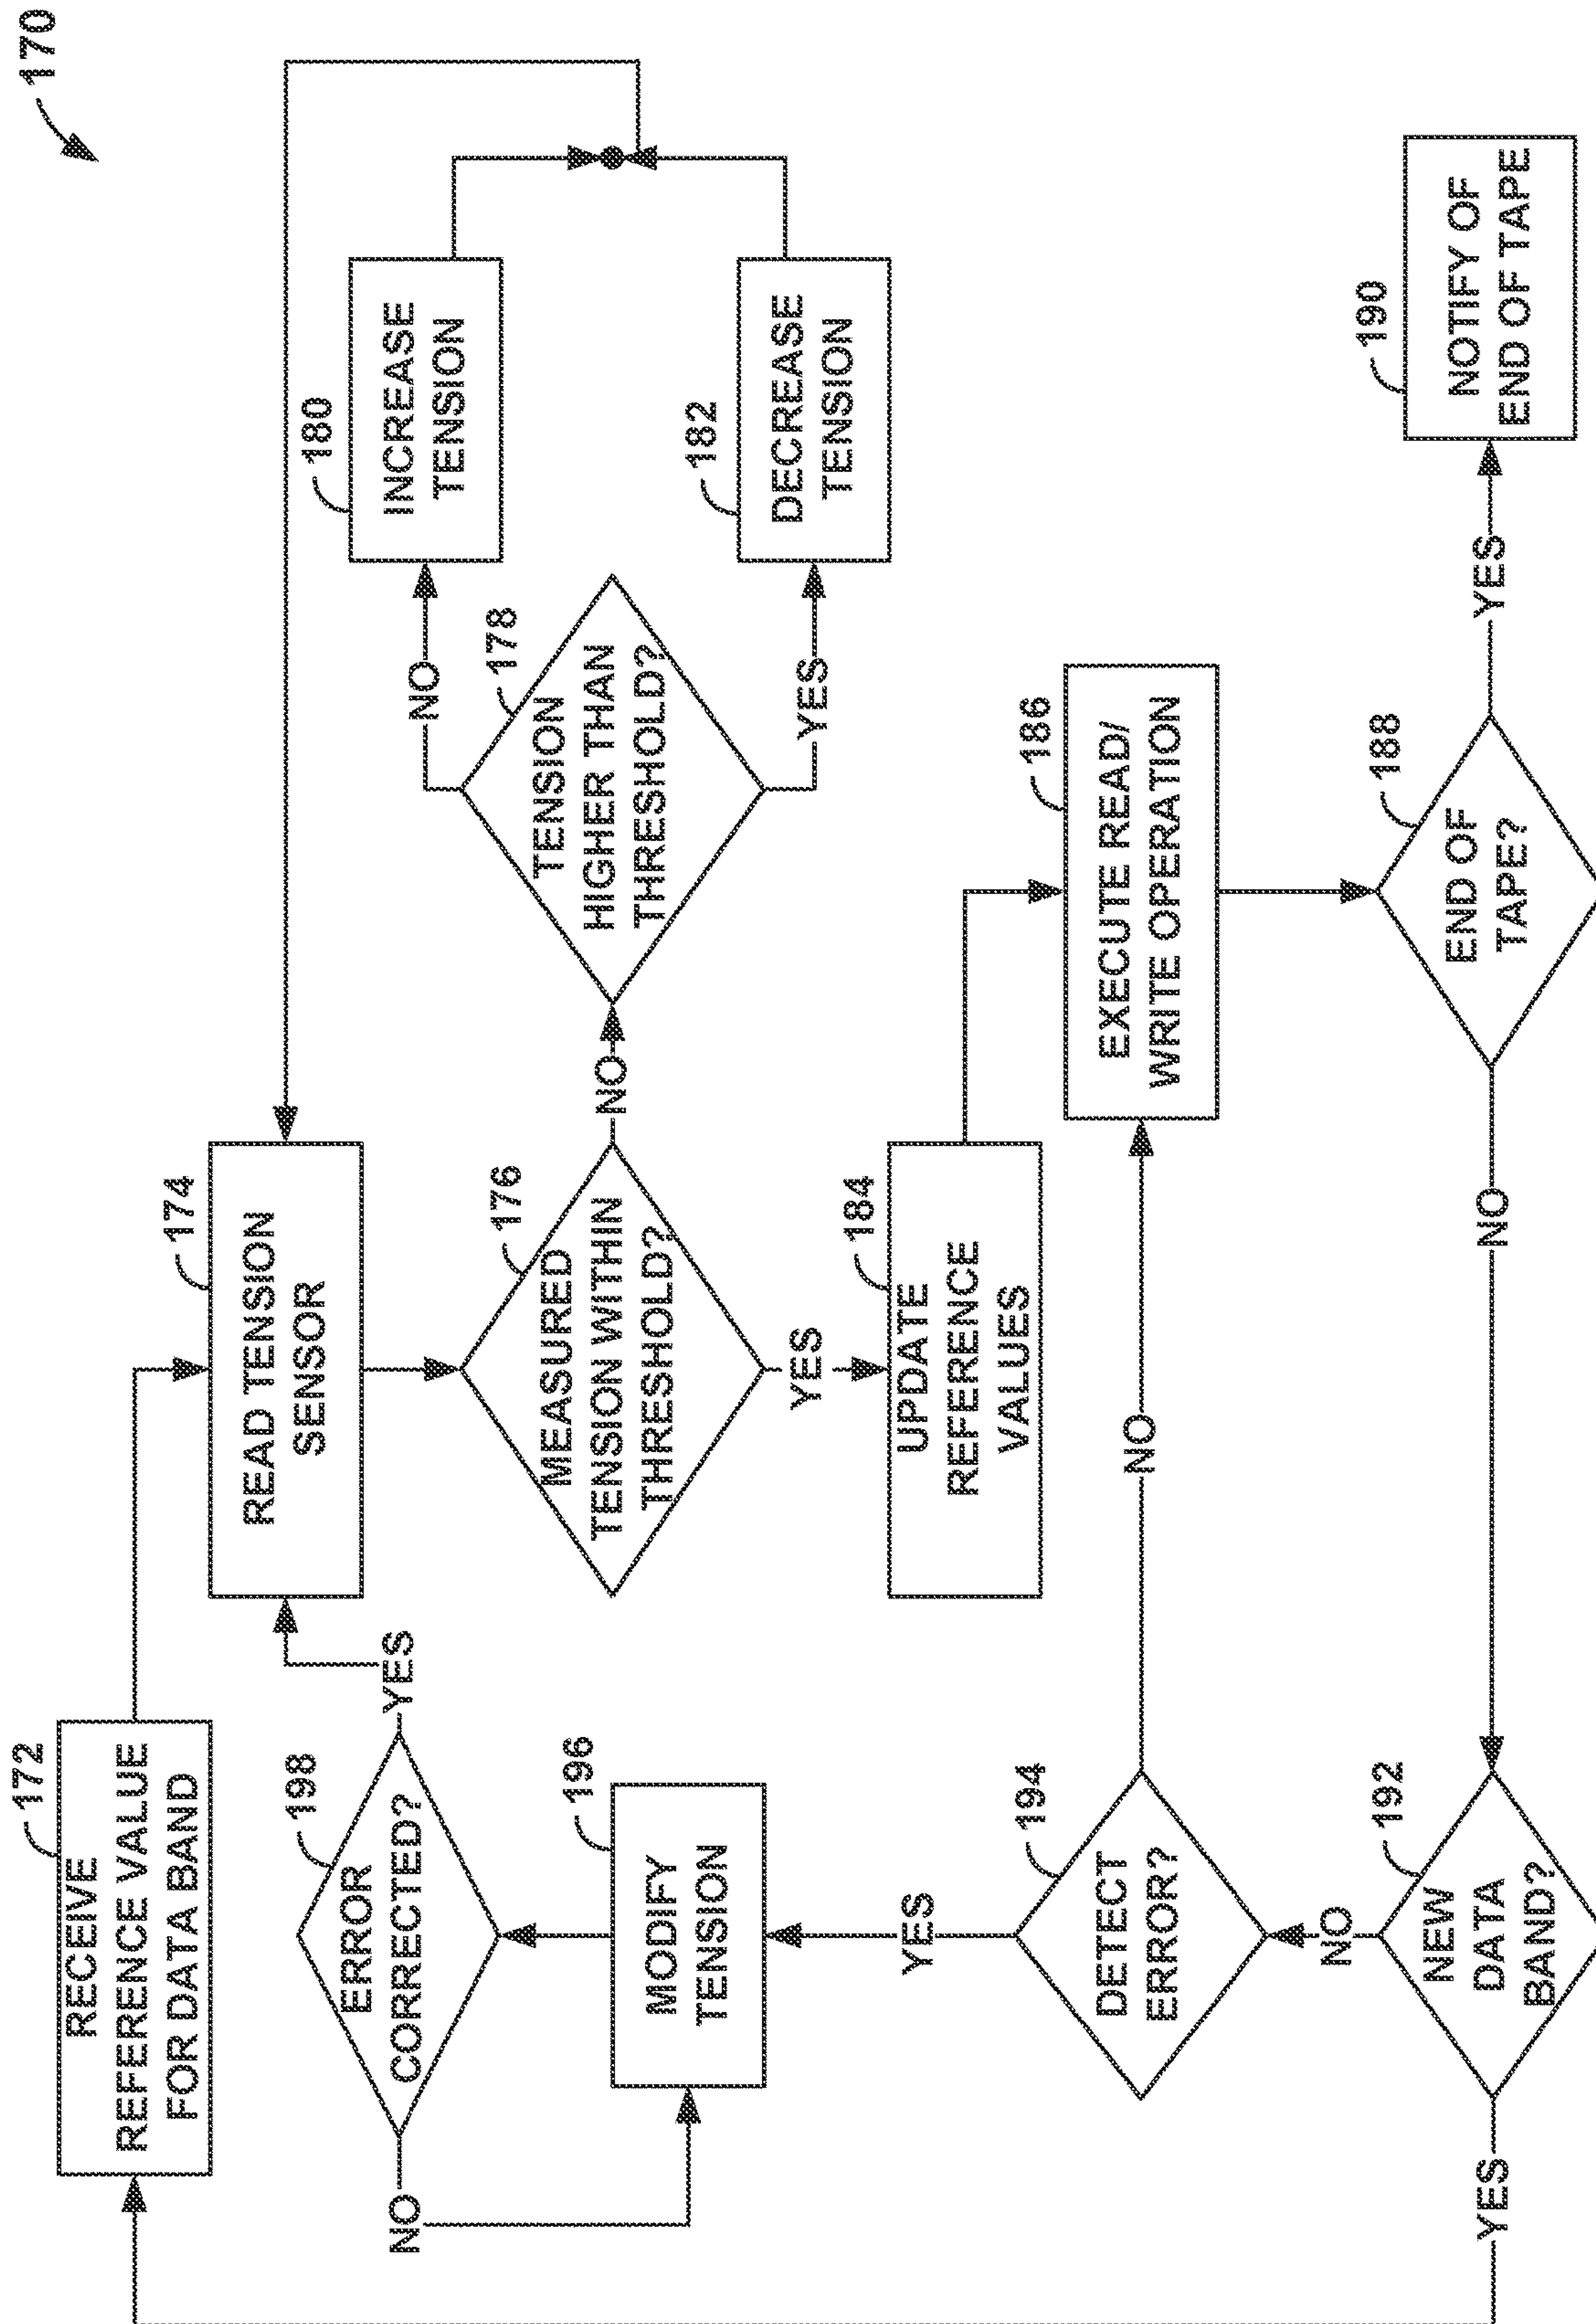 170
172
RECEIVE
REFERENCE VALUE
FOR DATA BAND
174
READ TENSION
SENSOR
176
MEASURED
TENSION WITHIN
THRESHOLD?
NO
YES
178
TENSION
HIGHER THAN
THRESHOLD?
NO
YES
180
INCREASE
TENSION
182
DECREASE
TENSION
184
UPDATE
REFERENCE
VALUES
186
EXECUTE READ/
WRITE OPERATION
188
END OF
TAPE?
YES
NO
190
NOTIFY OF
END OF TAPE
192
NEW
DATA
BAND?
YES
NO
194
DETECT
ERROR?
NO
YES
196
MODIFY
TENSION
198
ERROR
CORRECTED?
YES
NO